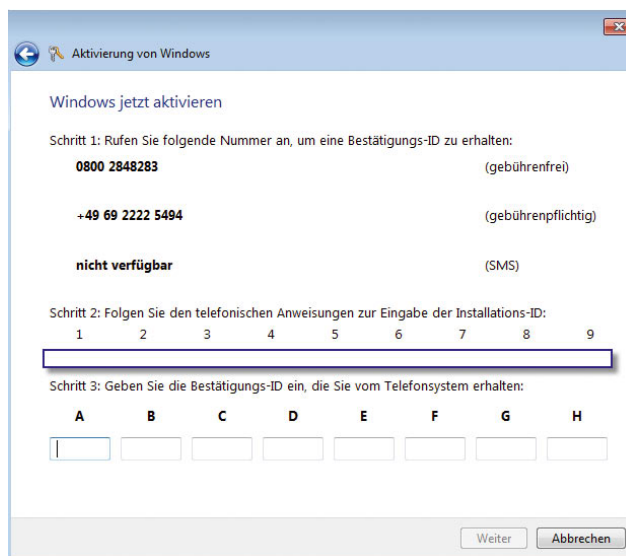 Aktivierung von Windows
Windows jetzt aktivieren
Schritt 1: Rufen Sie folgende Nummer an, um eine Bestätigungs-ID zu erhalten:
0800 2848283 (gebührenfrei)
+49 69 2222 5494 (gebührenpflichtig)
nicht verfügbar (SMS)
Schritt 2: Folgen Sie den telefonischen Anweisungen zur Eingabe der Installations-ID:
1 2 3 4 5 6 7 8 9
Schritt 3: Geben Sie die Bestätigungs-ID ein, die Sie vom Telefonsystem erhalten:
A B C D E F G H
Weiter Abbrechen